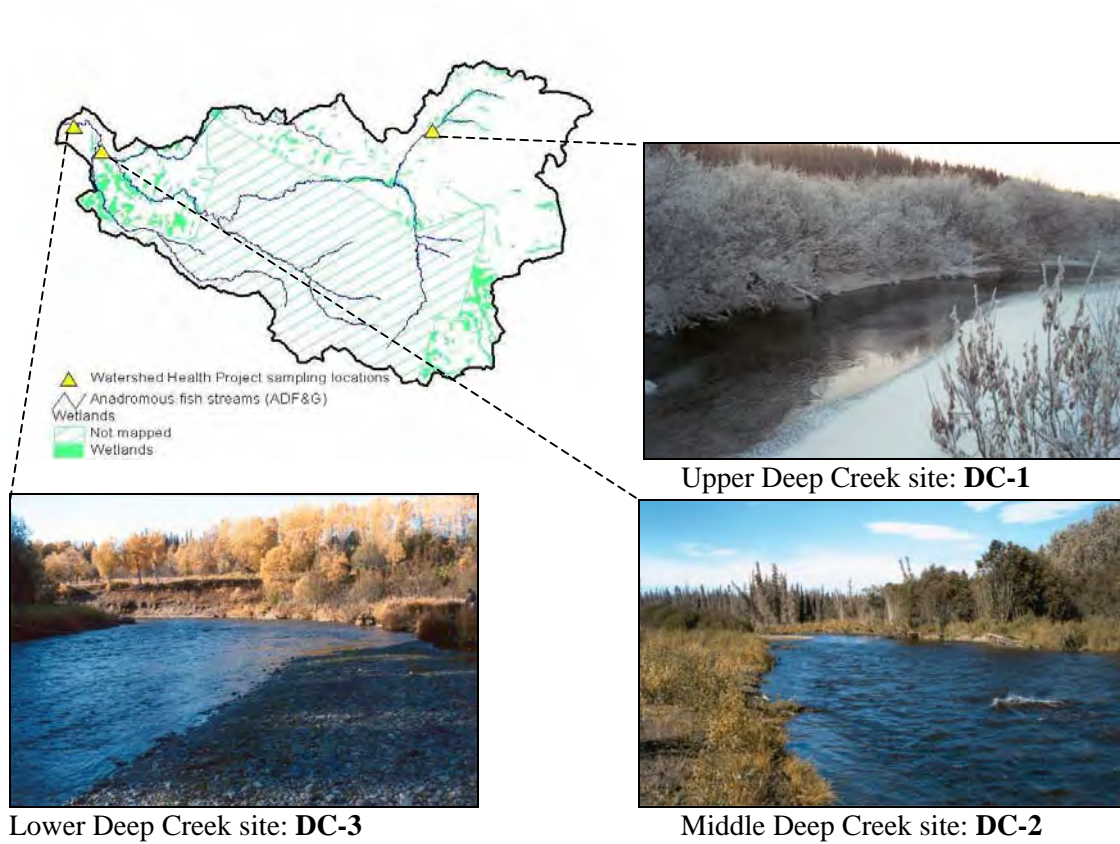 Watershed Health Project sampling locations
Anadromous fish streams (ADF&G)
Wetlands
Not mapped
Wetlands
Upper Deep Creek site: DC-1
Lower Deep Creek site: DC-3
Middle Deep Creek site: DC-2